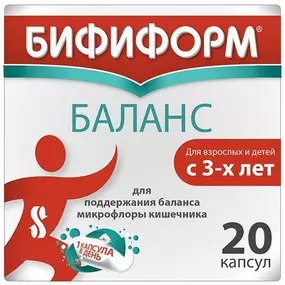 БИФИФОРМ®
БАЛАНС
Для взрослых и детей
с 3-х лет
для
поддержания баланса
микрофлоры кишечника
1 КАПСУЛА
В ДЕНЬ
20
капсул